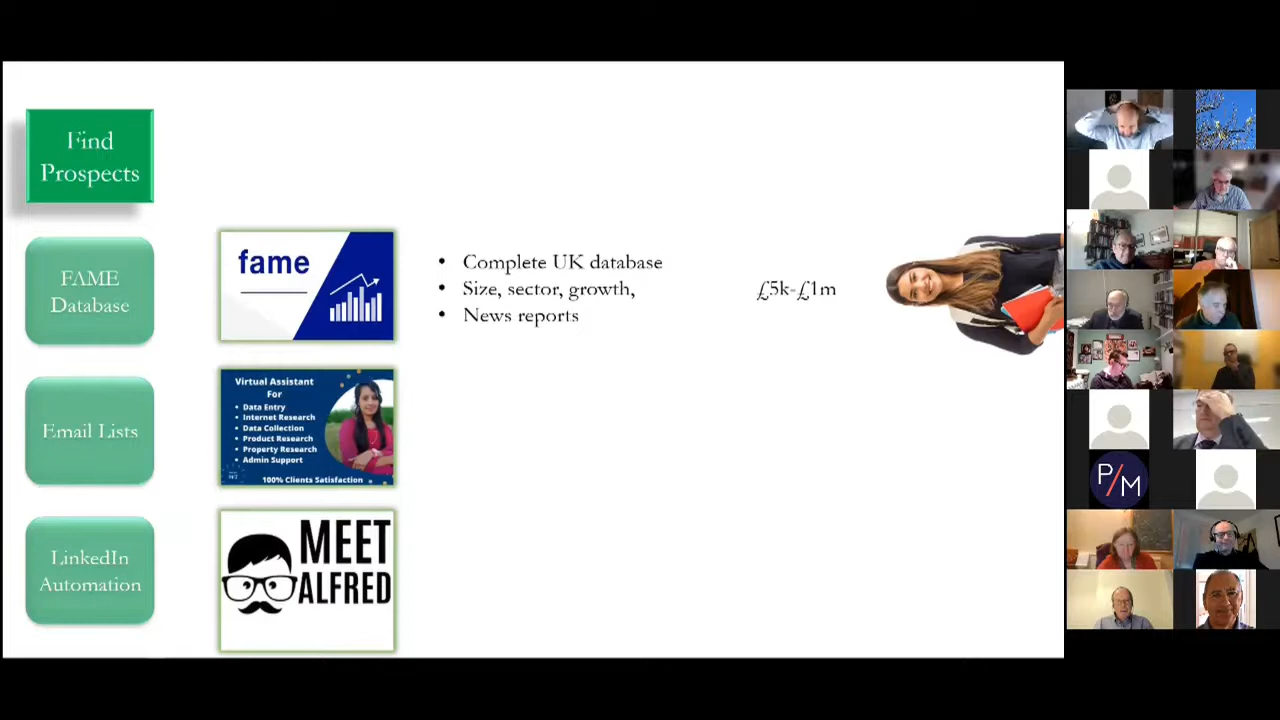 Find
Prospects
FAME
Database
Email Lists
LinkedIn
Automation
fame
• Complete UK database
• Size, sector, growth,
• News reports
£5k-£1m
Virtual Assistant
For
• Data Entry
• Internet Research
• Data Collection
• Product Research
• Property Research
• Admin Support
100% Clients Satisfaction
MEET
ALFRED
P/M